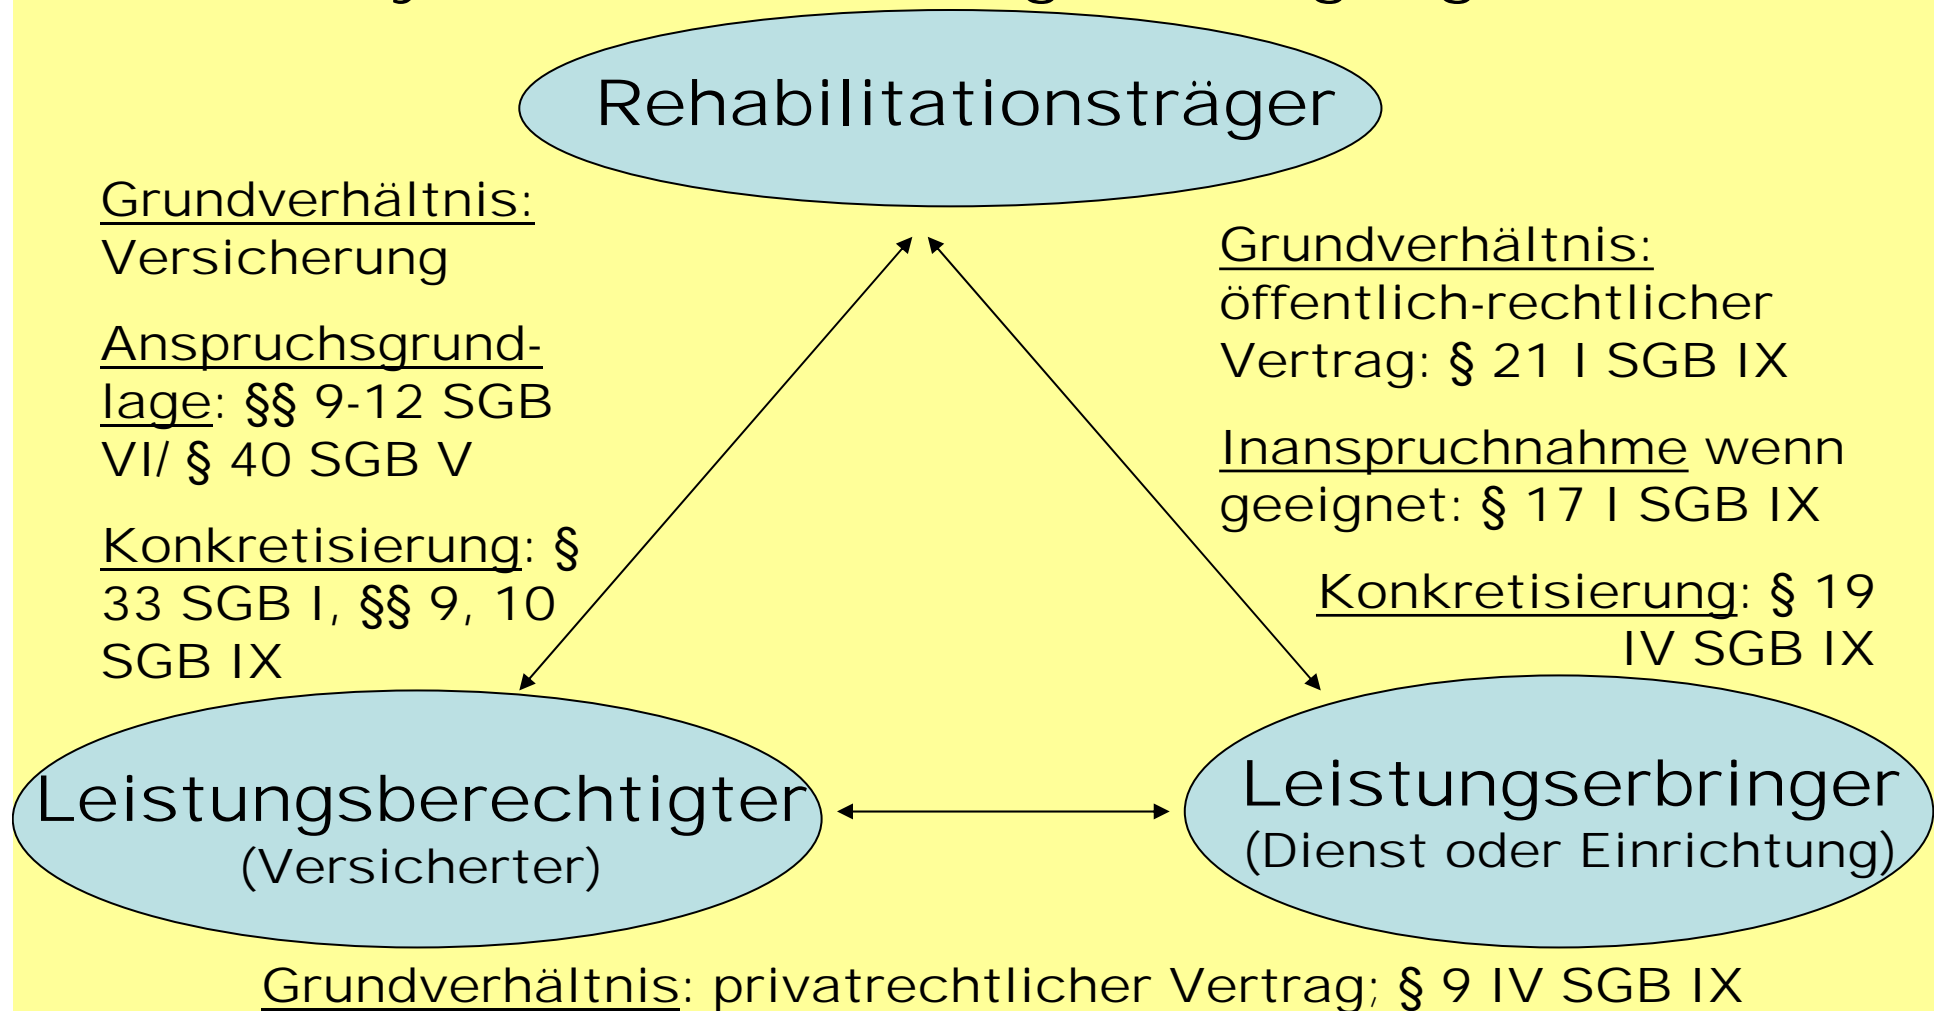 Rehabilitationsträger
Grundverhältnis:
Versicherung
Anspruchsgrund-
lage: §§ 9-12 SGB
VI/ § 40 SGB V
Konkretisierung: §
33 SGB I, §§ 9, 10
SGB IX
Grundverhältnis:
öffentlich-rechtlicher
Vertrag: § 21 I SGB IX
Inanspruchnahme wenn
geeignet: § 17 I SGB IX
Konkretisierung: § 19
IV SGB IX
Leistungsberechtigter
(Versicherter)
Leistungserbringer
(Dienst oder Einrichtung)
Grundverhältnis: privatrechtlicher Vertrag; § 9 IV SGB IX